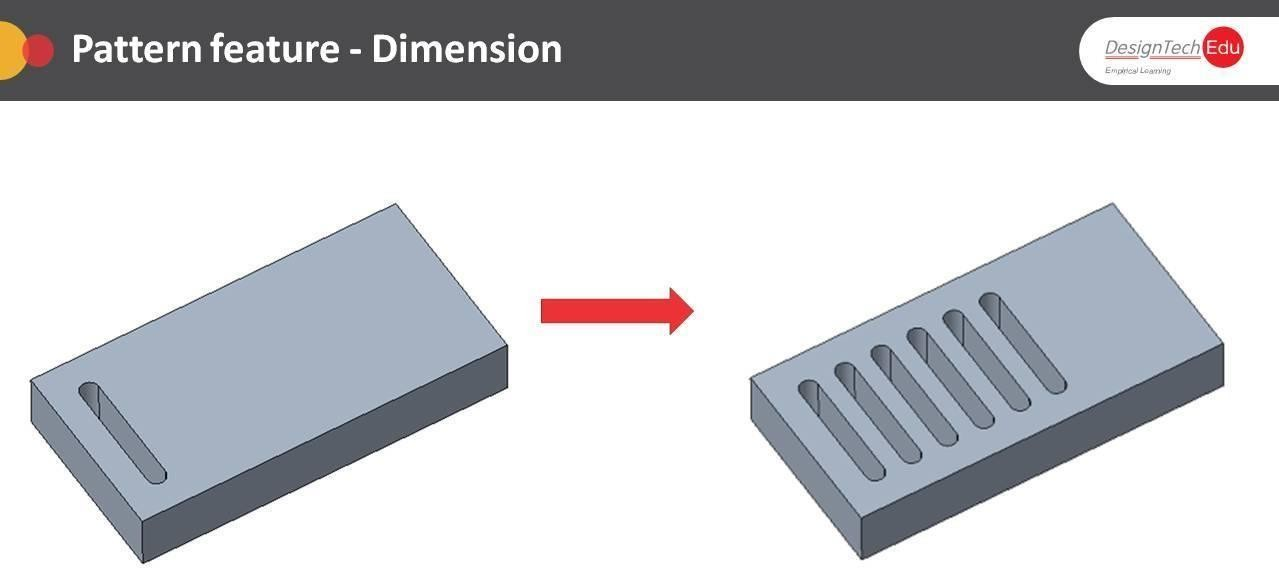 Pattern feature - Dimension
DesignTech Edu
Empirical Learning